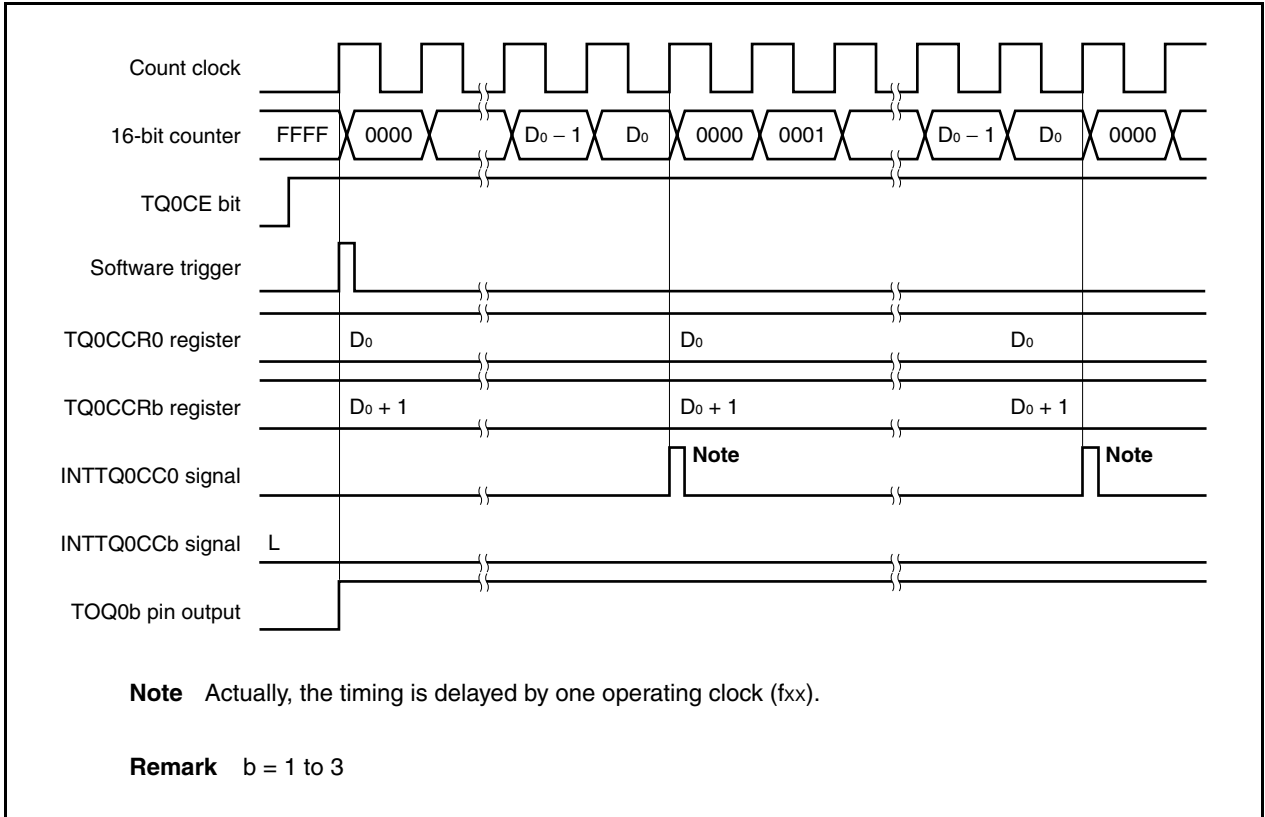 Count clock
16-bit counter FFFF 0000 D0 − 1 D0 0000 0001 D0 − 1 D0 0000
TQ0CE bit
Software trigger
TQ0CCR0 register D0 D0 D0
TQ0CCRb register D0 + 1 D0 + 1 D0 + 1
INTTQ0CC0 signal Note Note
INTTQ0CCb signal L
TOQ0b pin output
Note Actually, the timing is delayed by one operating clock (fxx).
Remark b = 1 to 3